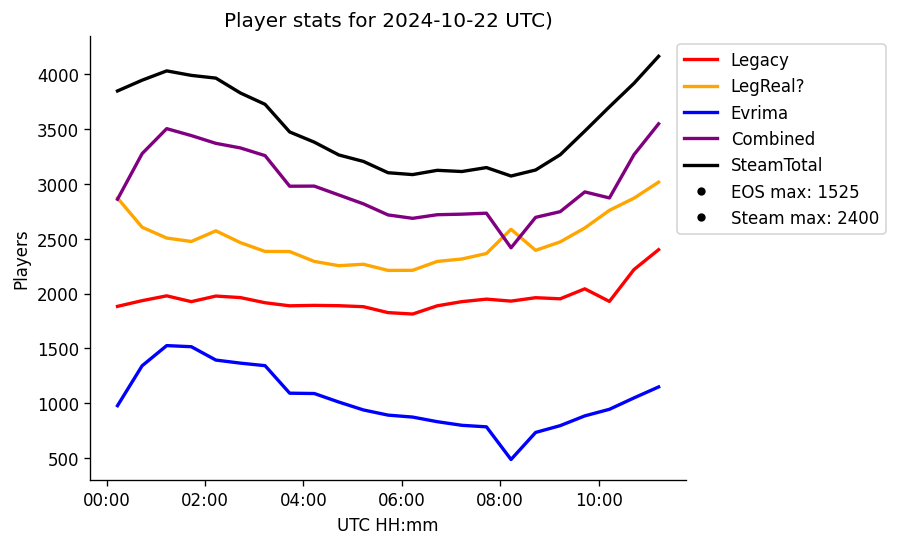 Player stats for 2024-10-22 UTC)
Players
4000
3500
3000
2500
2000
1500
1000
500
00:00
02:00
04:00
06:00
08:00
10:00
UTC HH:mm
Legacy
LegReal?
Evrima
Combined
SteamTotal
EOS max: 1525
Steam max: 2400